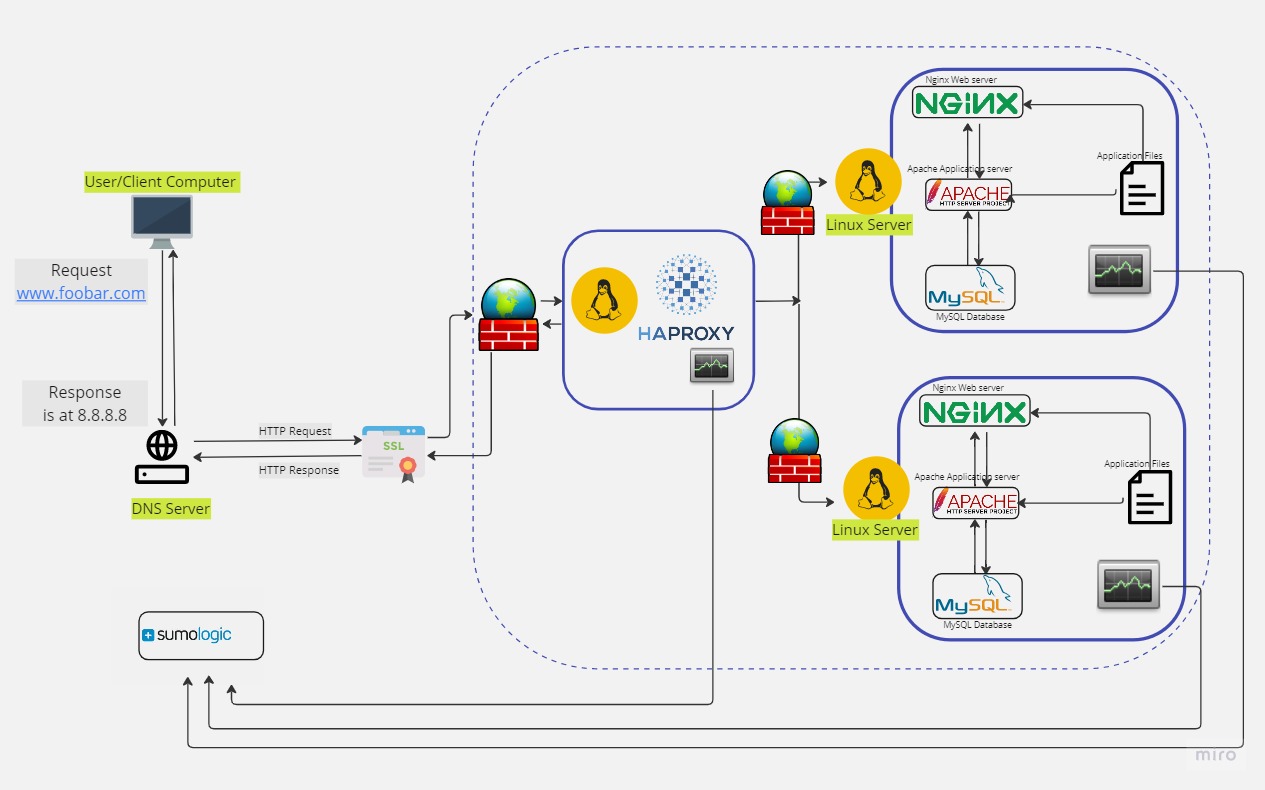 User/Client Computer
Request
www.foobar.com
Response
is at 8.8.8.8
DNS Server
HTTP Request
HTTP Response
SSL
HAPROXY
Linux Server
Nginx Web server
NGINX
Apache Application server
APACHE
HTTP SERVER PROJECT
Application Files
MySQL
MySQL Database
Linux Server
Nginx Web server
NGINX
Apache Application server
APACHE
HTTP SERVER PROJECT
Application Files
MySQL
MySQL Database
sumologic
miro